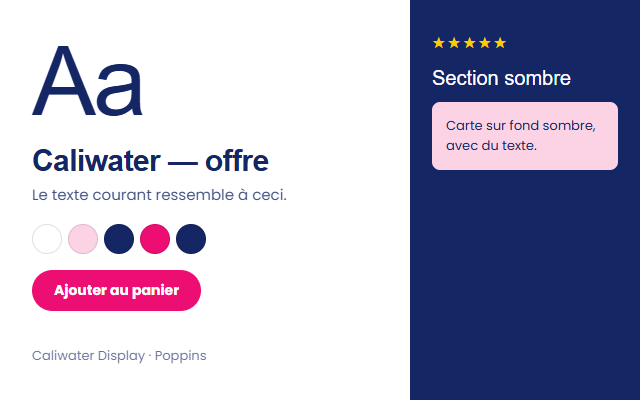 Aa
Caliwater — offre
Le texte courant ressemble à ceci.
Ajouter au panier
Caliwater Display · Poppins
★★★★★
Section sombre
Carte sur fond sombre,
avec du texte.